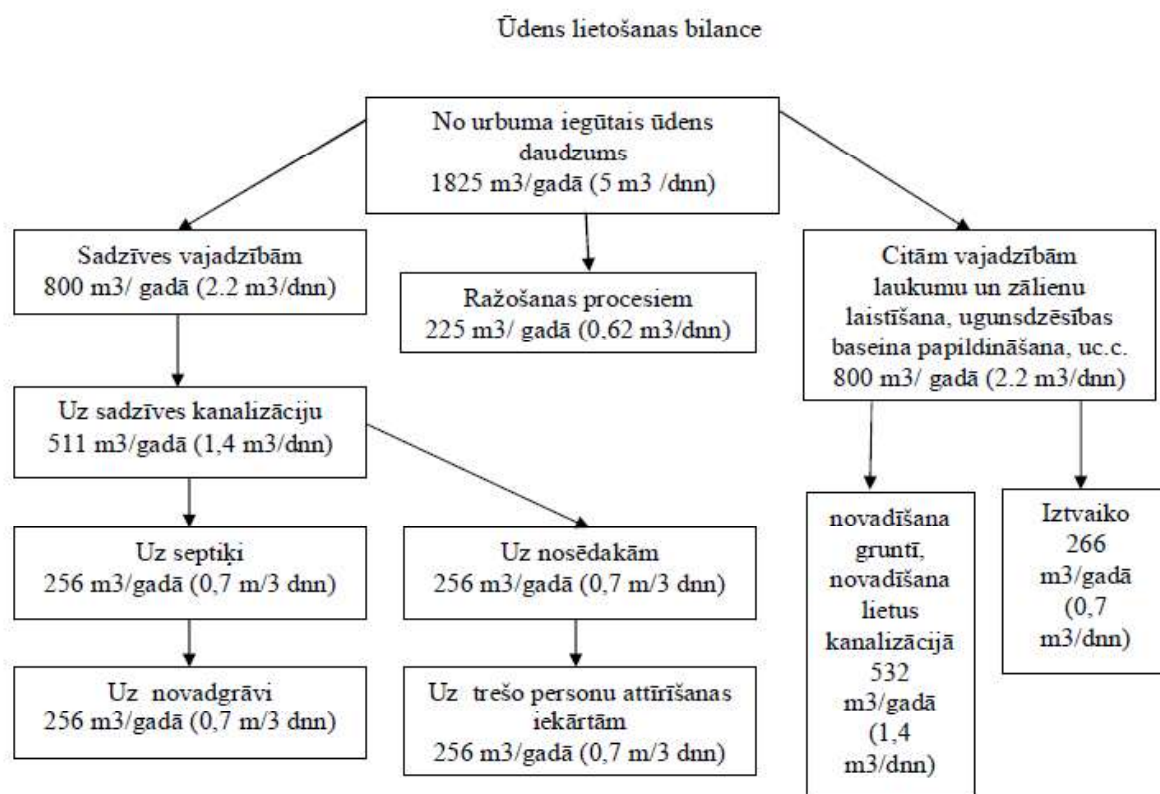 Ūdens lietošanas bilance
No urbuma iegūtais ūdens
daudzums
1825 m3/gadā (5 m3 /dnn)
Sadzīves vajadzībām
800 m3/ gadā (2.2 m3/dnn)
Ražošanas procesiem
225 m3/ gadā (0,62 m3/dnn)
Citām vajadzībām
laukumu un zālienu
laistīšana, ugunsdzēsības
baseina papildināšana, uc.c.
800 m3/ gadā (2.2 m3/dnn)
Uz sadzīves kanalizāciju
511 m3/gadā (1,4 m3/dnn)
Uz septiķi
256 m3/gadā (0,7 m/3 dnn)
Uz nosēdakām
256 m3/gadā (0,7 m/3 dnn)
novadīšana
gruntī,
novadīšana
lietus
kanalizācijā
532
m3/gadā
(1,4
m3/dnn)
Iztvaiko
266
m3/gadā
(0,7
m3/dnn)
Uz novadgrāvi
256 m3/gadā (0,7 m/3 dnn)
Uz trešo personu attīrīšanas
iekārtām
256 m3/gadā (0,7 m/3 dnn)